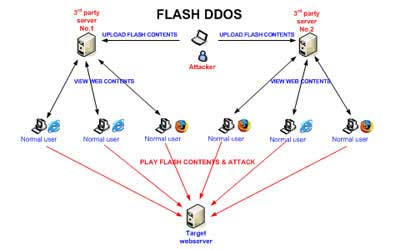 FLASH DDOS
3rd party
server
No.1
3rd party
server
No.2
UPLOAD FLASH CONTENTS
UPLOAD FLASH CONTENTS
Attacker
VIEW WEB CONTENTS
VIEW WEB CONTENTS
Normal user
Normal user
Normal user
Normal user
Normal user
Normal user
PLAY FLASH CONTENTS & ATTACK
Target
webserver